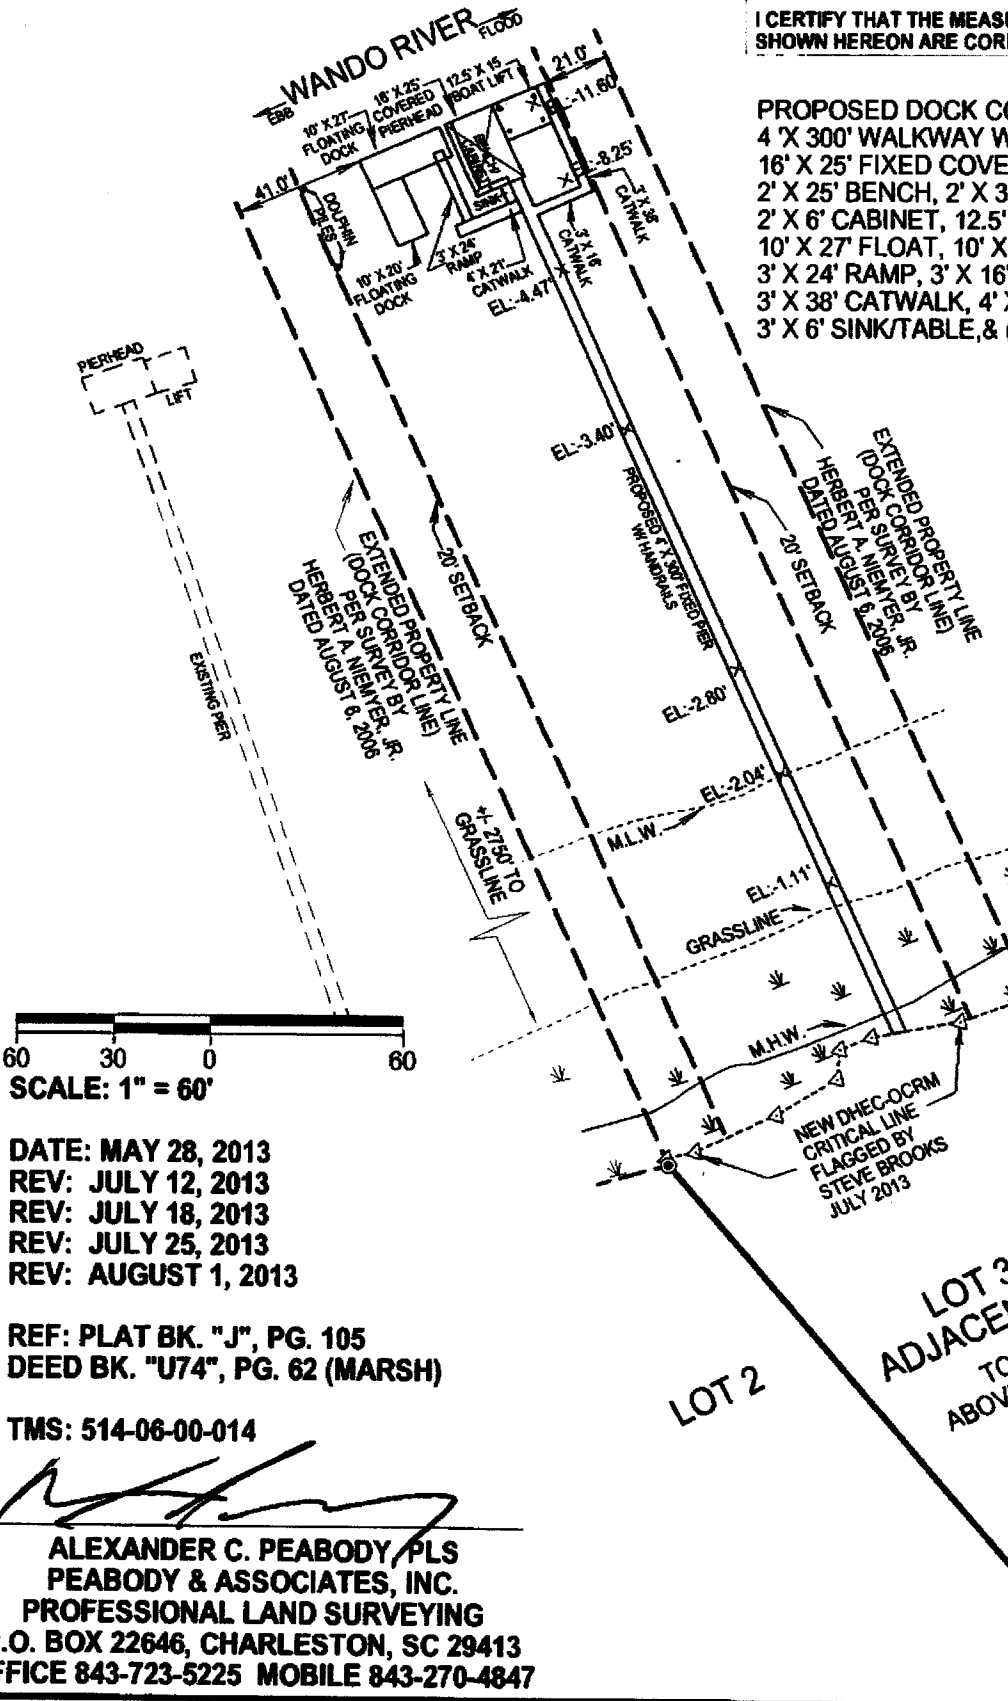 I CERTIFY THAT THE
SHOWN HEREON ARE
WANDO RIVER
FLOOD
EBB
PROPOSED DOCK
4 'X 300' WALKWAY
16' X 25' FIXED
2' X 25' BENCH,
2' X 6' CABINET, 12.5'
10' X 27' FLOAT,
3' X 24' RAMP, 3' X 16'
3' X 38' CATWALK,
3' X 6' SINK/TABLE,&
10' X 27'
FLOATING
DOCK
16' X 25'
COVERED
PIERHEAD
12.5' X 15
BOAT LIFT
21.0'
EL:-11.60
EL:-8.25'
3' X 38'
CATWALK
3' X 16'
CATWALK
BENCH
CABINET
SINK
41.0'
DOLPHIN
PILES
10' X 20'
FLOATING
DOCK
3' X 24'
RAMP
4' X 21'
CATWALK
EL:-4.47'
PIERHEAD
LIFT
EL:-3.40'
PROPOSED 4' X 300' FIXED PIER
W/HANDRAILS
EXTENDED PROPERTY LINE
(DOCK CORRIDOR LINE)
PER SURVEY BY
HERBERT A. NIEMYER, JR.
DATED AUGUST 6, 2006
20' SETBACK
20' SETBACK
EXTENDED PROPERTY LINE
(DOCK CORRIDOR LINE)
PER SURVEY BY
HERBERT A. NIEMYER, JR.
DATED AUGUST 6, 2006
EXISTING PIER
EL:-2.80'
EL:-2.04'
M.L.W.
+/- 2750' TO
GRASSLINE
EL:-1.11'
GRASSLINE
M.H.W.
NEW DHEC-OCRM
CRITICAL LINE
FLAGGED BY
STEVE BROOKS
JULY 2013
60 30 0 60
SCALE: 1" = 60'
DATE: MAY 28, 2013
REV: JULY 12, 2013
REV: JULY 18, 2013
REV: JULY 25, 2013
REV: AUGUST 1, 2013
REF: PLAT BK. "J", PG. 105
DEED BK. "U74", PG. 62 (MARSH)
TMS: 514-06-00-014
LOT 2
LOT 3
ALEXANDER C. PEABODY, PLS
PEABODY & ASSOCIATES, INC.
PROFESSIONAL LAND SURVEYING
.O. BOX 22646, CHARLESTON, SC 29413
FFICE 843-723-5225 MOBILE 843-270-4847